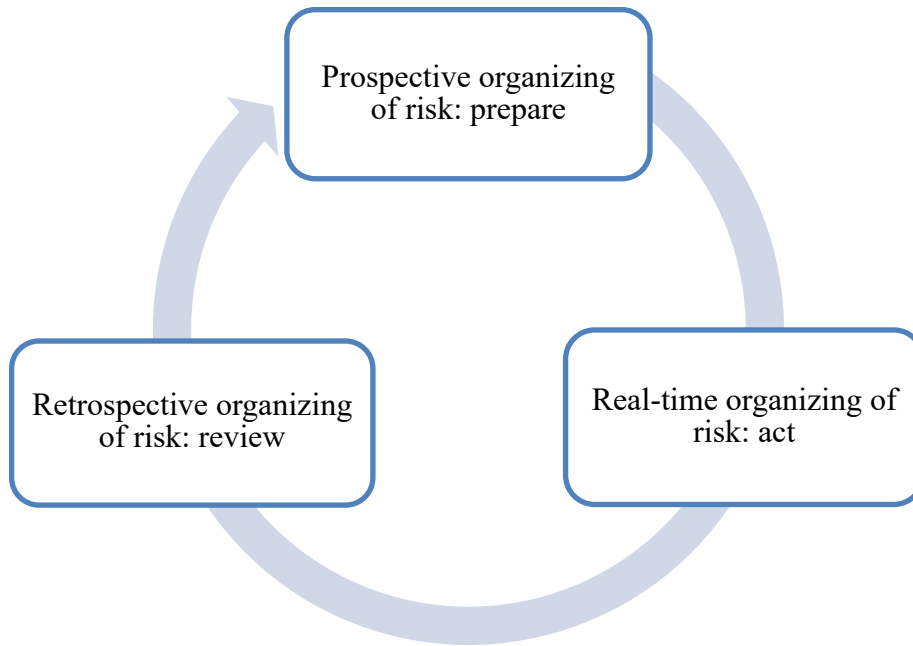 Prospective organizing
of risk: prepare
Real-time organizing of
risk: act
Retrospective organizing
of risk: review